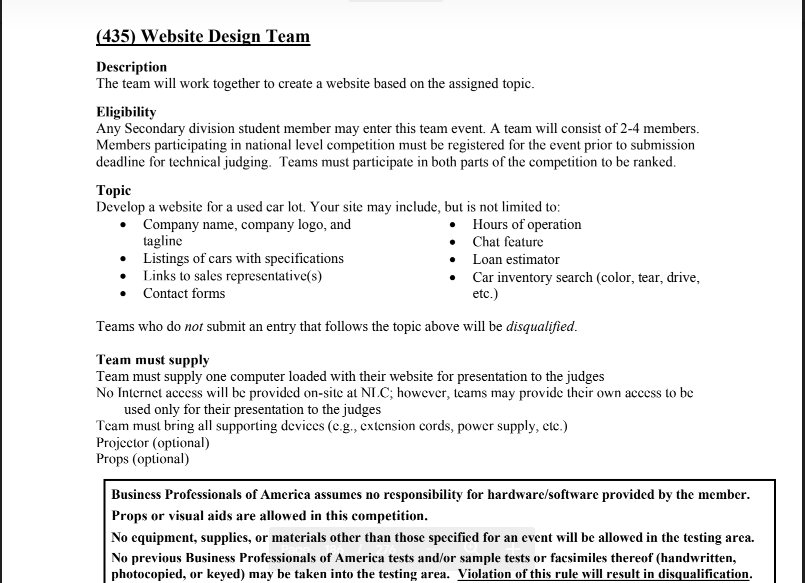 (435) Website Design Team
Description
The team will work together to create a website based on the assigned topic.
Eligibility
Any Secondary division student member may enter this team event. A team will consist of 2-4 members.
Members participating in national level competition must be registered for the event prior to submission
deadline for technical judging. Teams must participate in both parts of the competition to be ranked.
Topic
Develop a website for a used car lot. Your site may include, but is not limited to:
• Company name, company logo, and
tagline
• Listings of cars with specifications
• Links to sales representative(s)
• Contact forms
• Hours of operation
• Chat feature
• Loan estimator
• Car inventory search (color, tear, drive,
etc.)
Teams who do not submit an entry that follows the topic above will be disqualified.
Team must supply
Team must supply one computer loaded with their website for presentation to the judges
No Internet access will be provided on-site at NLC; however, teams may provide their own access to be
used only for their presentation to the judges
Team must bring all supporting devices (e.g., extension cords, power supply, etc.)
Projector (optional)
Props (optional)
Business Professionals of America assumes no responsibility for hardware/software provided by the member.
Props or visual aids are allowed in this competition.
No equipment, supplies, or materials other than those specified for an event will be allowed in the testing area.
No previous Business Professionals of America tests and/or sample tests or facsimiles thereof (handwritten,
photocopied, or keyed) may be taken into the testing area. Violation of this rule will result in disqualification.